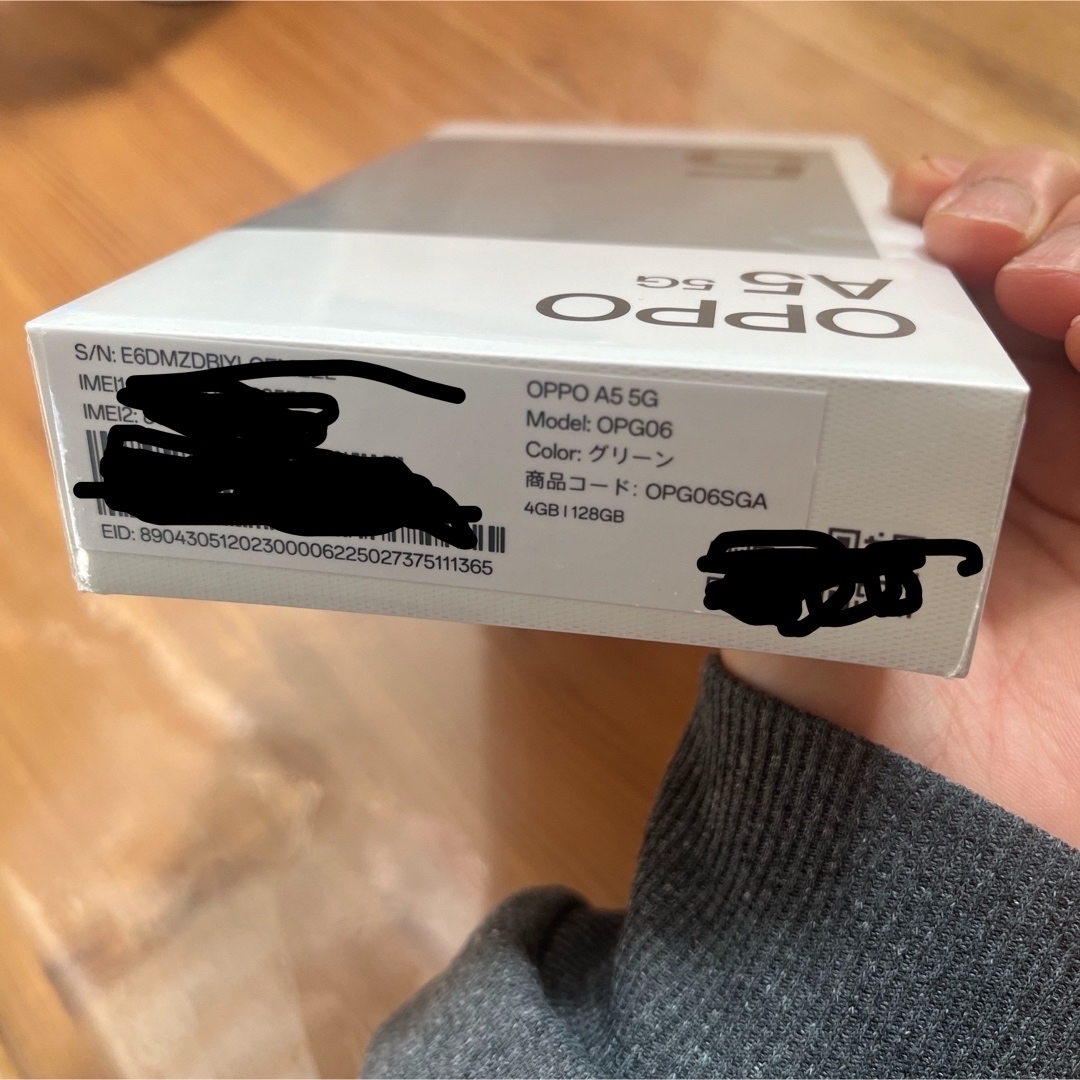 OPPO
A5 5G
S/N:
IMEI1
IMEI2:
EID: 89043051202300006225027375111365
OPPO A5 5G
Model: OPG06
Color: グリーン
商品コード: OPG06SGA
4GB | 128GB